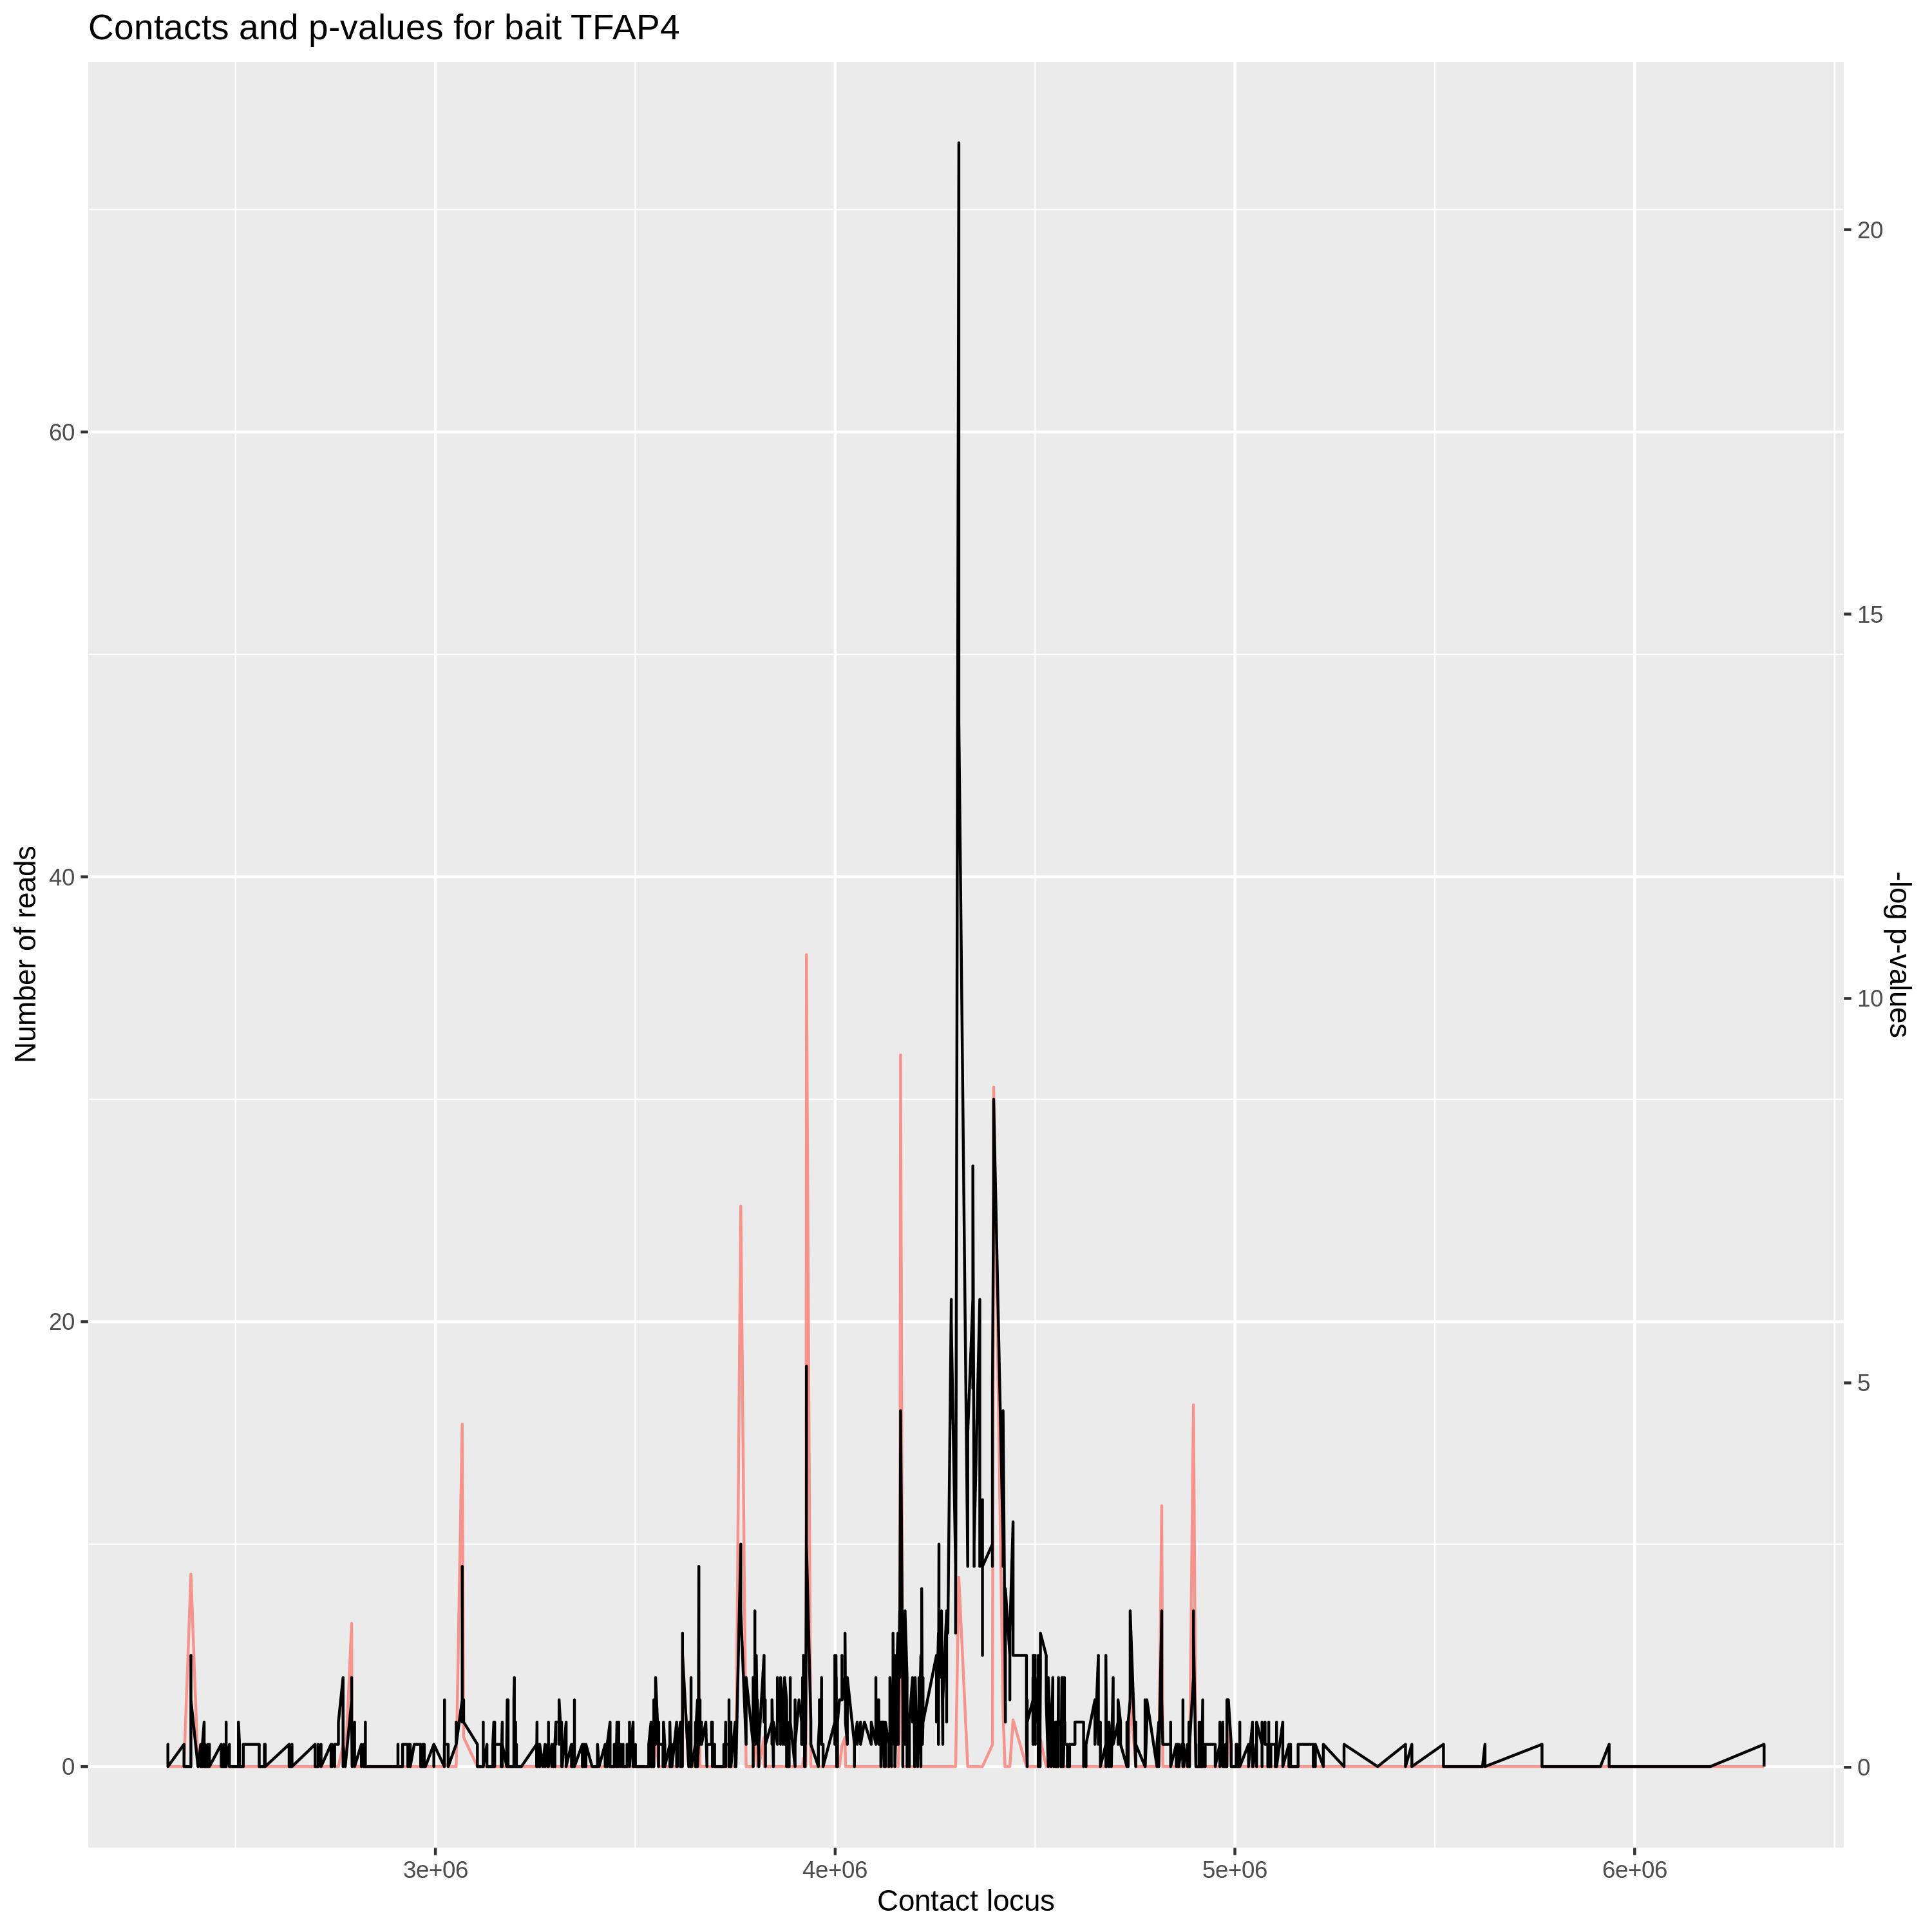 Contacts and p-values for bait TFAP4
Number of reads
60
40
20
0
20
15
10
5
0
-log p-values
3e+06
4e+06
5e+06
6e+06
Contact locus